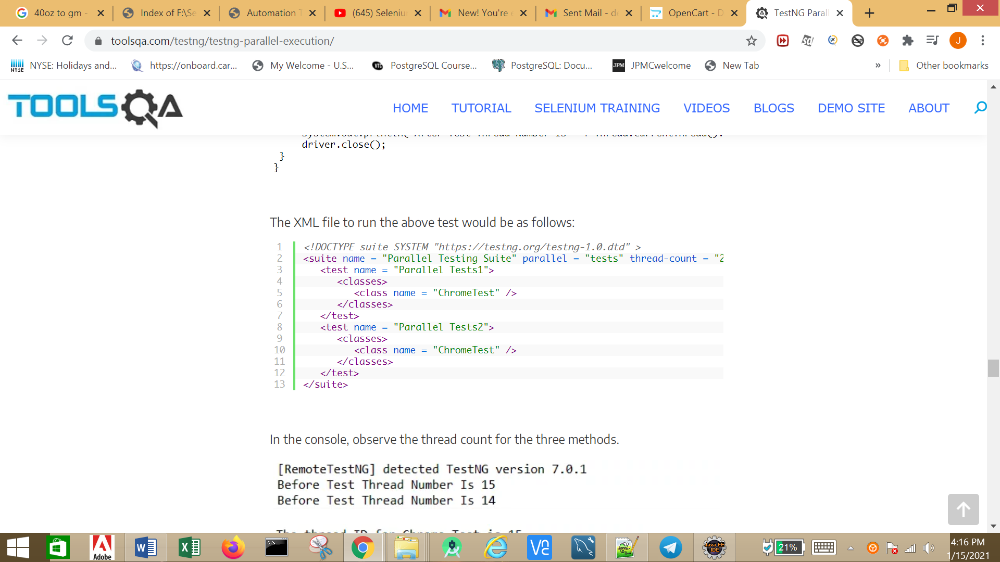 40oz to gm -
Index of F:\Se
Automation T
(645) Seleniu
New! You're e
Sent Mail - de
OpenCart - D
TestNG Parall
toolsqa.com/testng/testng-parallel-execution/
J
NYSE: Holidays and...
https://onboard.car...
My Welcome - U.S...
PostgreSQL Course...
PostgreSQL: Docu...
JPMCwelcome
New Tab
»
Other bookmarks
TOOLSQA
HOME
TUTORIAL
SELENIUM TRAINING
VIDEOS
BLOGS
DEMO SITE
ABOUT
driver.close();
}
}
The XML file to run the above test would be as follows:
1 <!DOCTYPE suite SYSTEM "https://testng.org/testng-1.0.dtd" >
2 <suite name = "Parallel Testing Suite" parallel = "tests" thread-count = "2
3 <test name = "Parallel Tests1">
4 <classes>
5 <class name = "ChromeTest" />
6 </classes>
7 </test>
8 <test name = "Parallel Tests2">
9 <classes>
10 <class name = "ChromeTest" />
11 </classes>
12 </test>
13 </suite>
In the console, observe the thread count for the three methods.
[RemoteTestNG] detected TestNG version 7.0.1
Before Test Thread Number Is 15
Before Test Thread Number Is 14
Adobe
21%
4:16 PM
1/15/2021